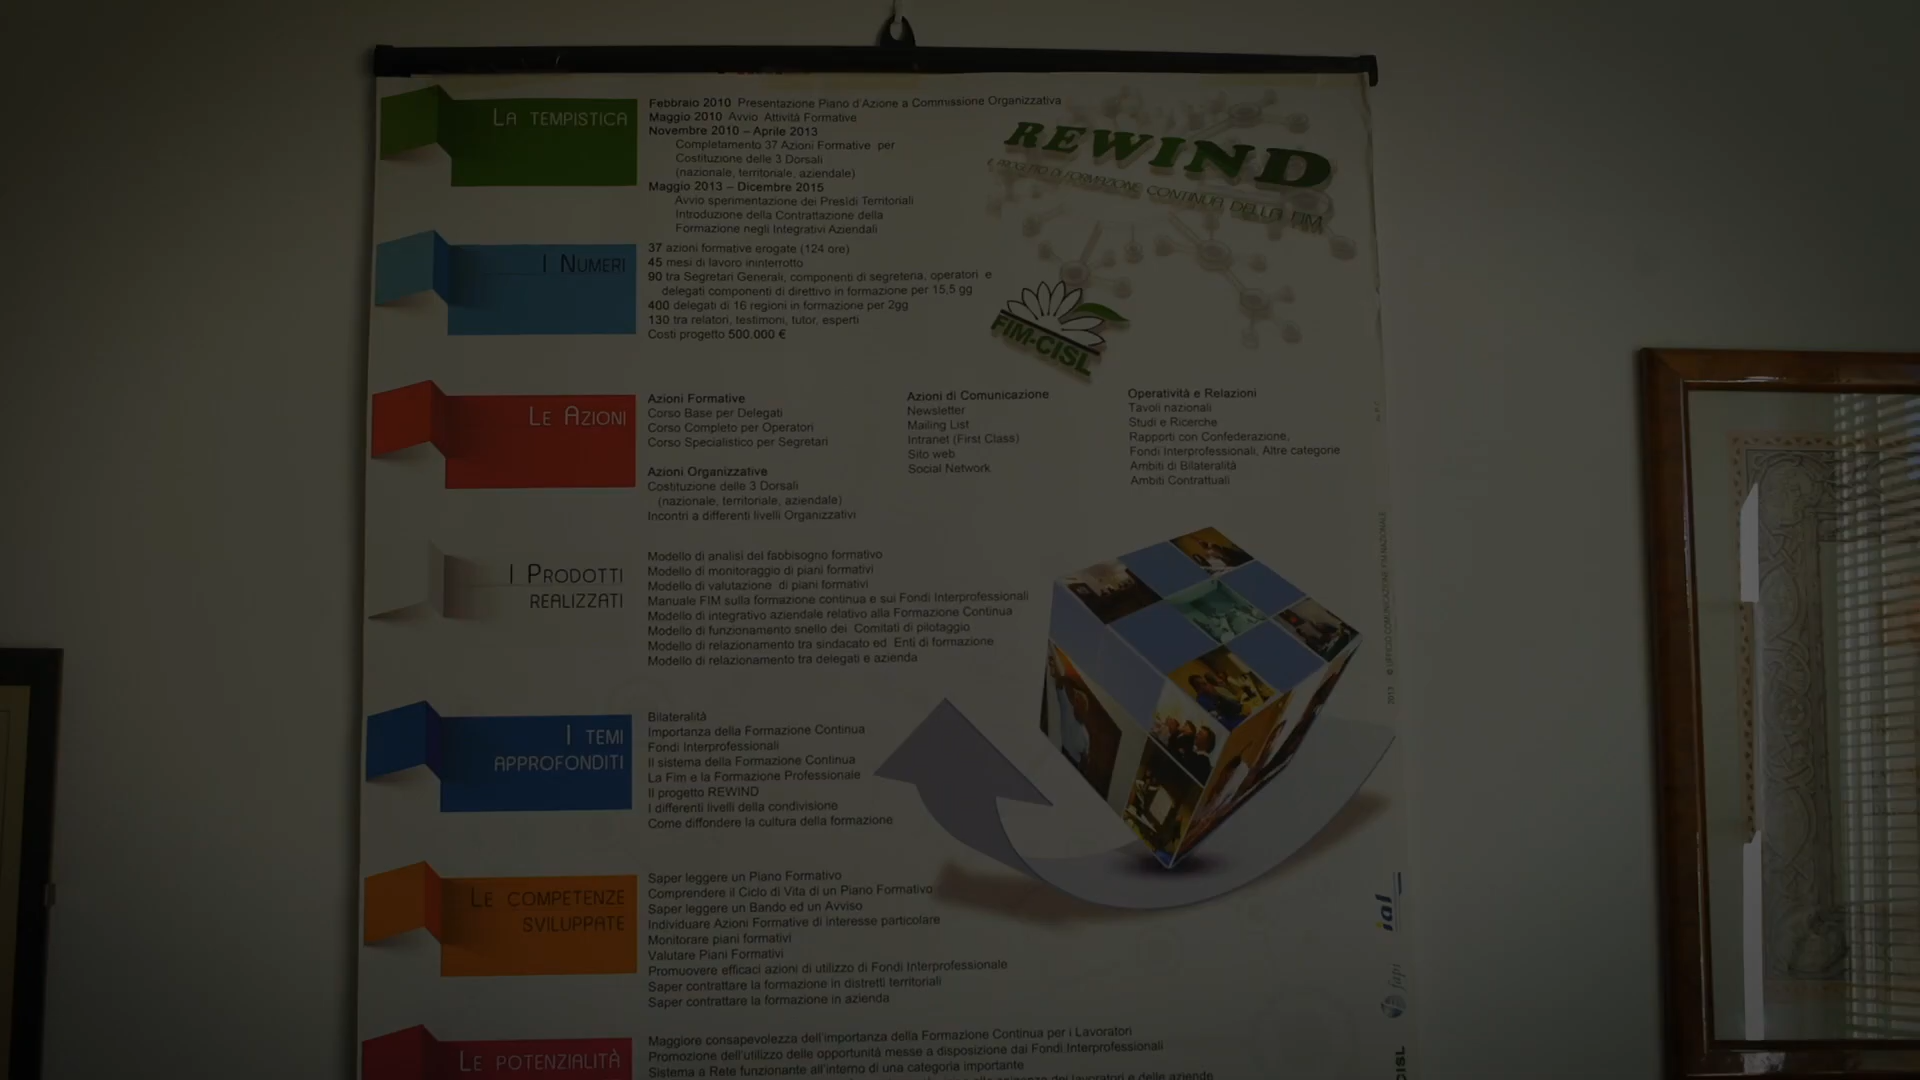 LA TEMPISTICA
Febbraio 2010 Presentazione Piano d'Azione a Commissione Organizzativa
Maggio 2010 Avvio Attività Formative
Novembre 2010 – Aprile 2013
Completamento 37 Azioni Formative per
Costituzione delle 3 Dorsali
(nazionale, territoriale, aziendale)
Maggio 2013 – Dicembre 2015
Avvio sperimentazione dei Presidi Territoriali
Introduzione della Contrattazione della
Formazione negli Integrativi Aziendali
REWIND
IL PROGETTO DI FORMAZIONE CONTINUA DELLA FIM
FIM-CISL
I NUMERI
37 azioni formative erogate (124 ore)
45 mesi di lavoro ininterrotto
90 tra Segretari Generali, componenti di segreteria, operatori e
delegati componenti di direttivo in formazione per 15,5 gg
400 delegati di 16 regioni in formazione per 2gg
130 tra relatori, testimoni, tutor, esperti
Costi progetto 500.000 €
LE AZIONI
Azioni Formative
Corso Base per Delegati
Corso Completo per Operatori
Corso Specialistico per Segretari
Azioni Organizzative
Costituzione delle 3 Dorsali
(nazionale, territoriale, aziendale)
Incontri a differenti livelli Organizzativi
Azioni di Comunicazione
Newsletter
Mailing List
Intranet (First Class)
Sito web
Social Network
Operatività e Relazioni
Tavoli nazionali
Studi e Ricerche
Rapporti con Confederazione,
Fondi Interprofessionali, Altre categorie
Ambiti di Bilateralità
Ambiti Contrattuali
I PRODOTTI
REALIZZATI
Modello di analisi del fabbisogno formativo
Modello di monitoraggio di piani formativi
Modello di valutazione di piani formativi
Manuale FIM sulla formazione continua e sui Fondi Interprofessionali
Modello di integrativo aziendale relativo alla Formazione Continua
Modello di funzionamento snello dei Comitati di pilotaggio
Modello di relazionamento tra sindacato ed Enti di formazione
Modello di relazionamento tra delegati e azienda
I TEMI
APPROFONDITI
Bilateralità
Importanza della Formazione Continua
Fondi Interprofessionali
Il sistema della Formazione Continua
La Fim e la Formazione Professionale
Il progetto REWIND
I differenti livelli della condivisione
Come diffondere la cultura della formazione
2013 © UFFICIO COMUNICAZIONE FIM NAZIONALE
LE COMPETENZE
SVILUPPATE
Saper leggere un Piano Formativo
Comprendere il Ciclo di Vita di un Piano Formativo
Saper leggere un Bando ed un Avviso
Individuare Azioni Formative di interesse particolare
Monitorare piani formativi
Valutare Piani Formativi
Promuovere efficaci azioni di utilizzo di Fondi Interprofessionale
Saper contrattare la formazione in distretti territoriali
Saper contrattare la formazione in azienda
ial
LE POTENZIALITÀ
Maggiore consapevolezza dell'importanza della Formazione Continua per i Lavoratori
Promozione dell'utilizzo delle opportunità messe a disposizione dai Fondi Interprofessionali
Sistema a Rete funzionante all'interno di una categoria importante
dei lavoratori e delle aziende
CISL